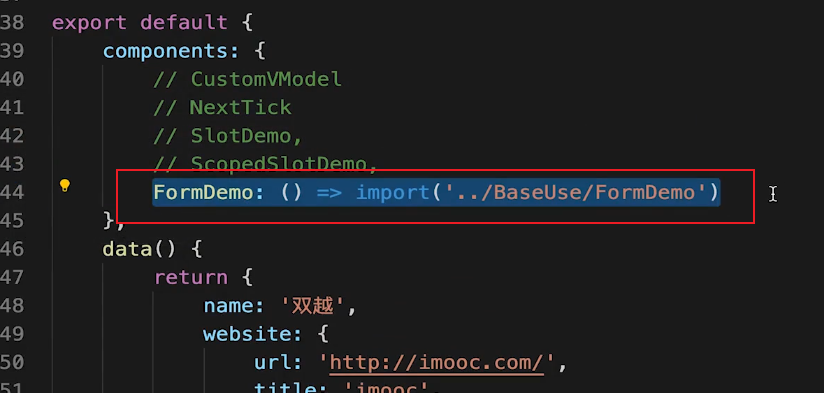 38 export default {
39 components: {
40 // CustomVModel
41 // NextTick
42 // SlotDemo,
43 // ScopedSlotDemo,
44 FormDemo: () => import('../BaseUse/FormDemo')
45 },
46 data() {
47 return {
48 name: '双越',
49 website: {
50 url: 'http://imooc.com/',
51 title: 'imooc',